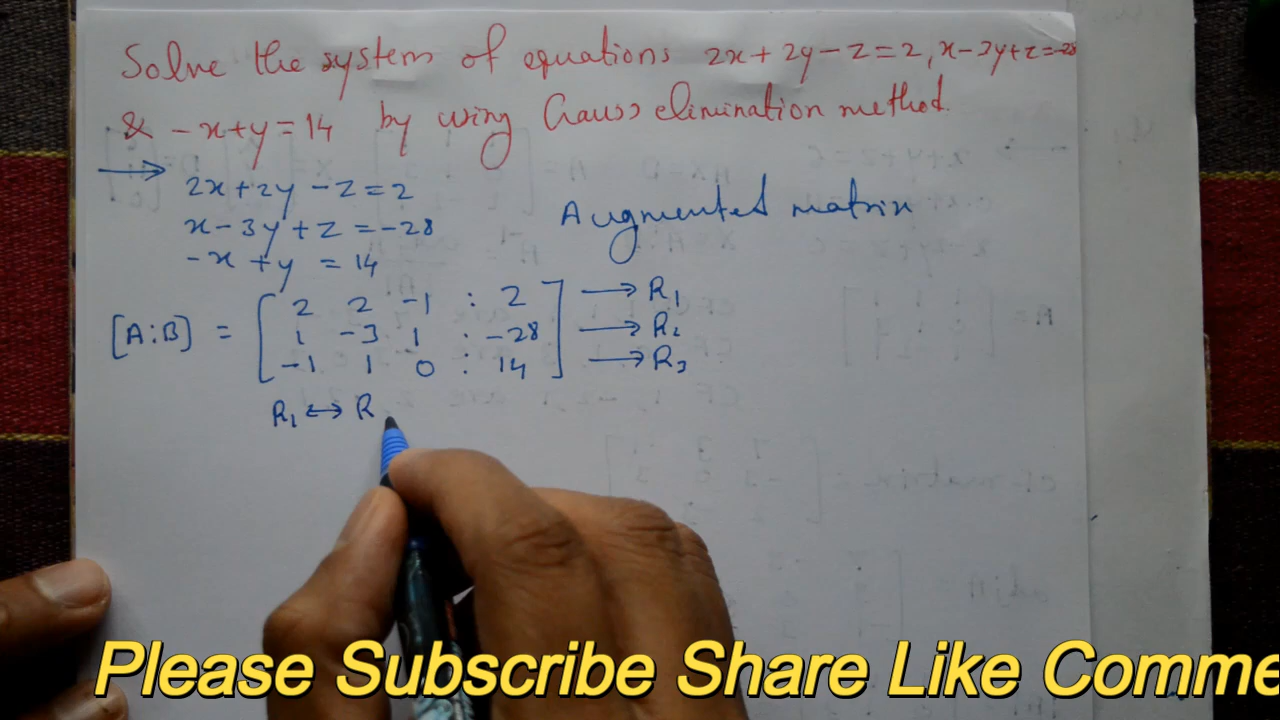 Solve the system of equations 2x + 2y - z = 2, x - 3y + z = -28
& -x + y = 14 by using Gauss elimination method.
→ 2x + 2y - z = 2
x - 3y + z = -28
-x + y = 14
Augmented matrix
[A:B] = [ 2 2 -1 : 2 ] → R₁
1 -3 1 : -28 → R₂
-1 1 0 : 14 → R₃
R₁ ↔ R
Please Subscribe Share Like Comme